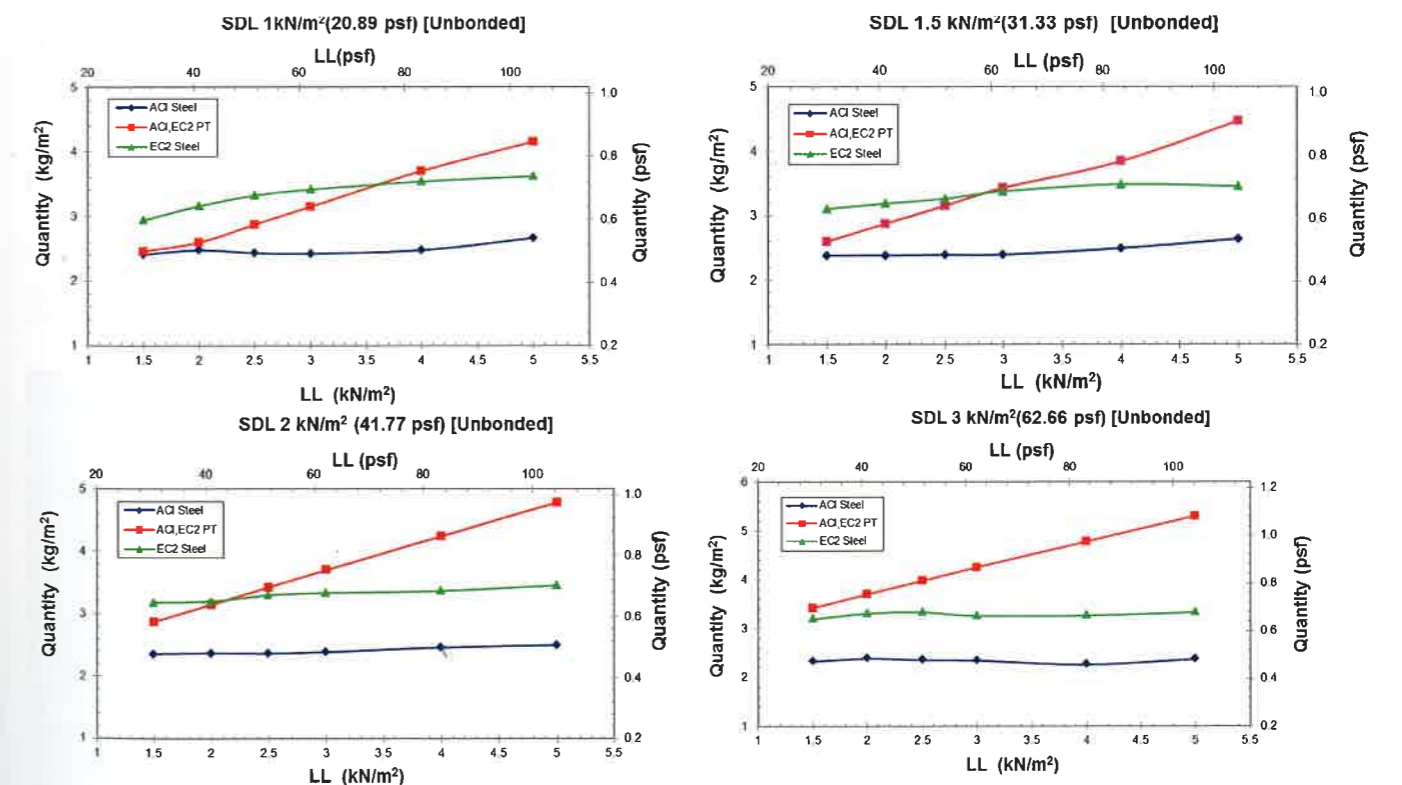 SDL 1kN/m²(20.89 psf) [Unbonded]
LL(psf)
20 40 60 80 100
5 4 3 2 1
Quantity (kg/m²)
ACI Steel
ACI,EC2 PT
EC2 Steel
1.0 0.8 0.6 0.4 0.2
Quantity (psf)
1 1.5 2 2.5 3 3.5 4 4.5 5 5.5
LL (kN/m²)
SDL 1.5 kN/m²(31.33 psf) [Unbonded]
LL (psf)
20 40 60 80 100
5 4 3 2 1
Quantity (kg/m²)
ACI Steel
ACI,EC2 PT
EC2 Steel
1.0 0.8 0.6 0.4 0.2
Quantity (psf)
1 1.5 2 2.5 3 3.5 4 4.5 5 5.5
LL (kN/m²)
SDL 2 kN/m² (41.77 psf) [Unbonded]
LL (psf)
20 40 60 80 100
5 4 3 2 1
Quantity (kg/m²)
ACI Steel
ACI,EC2 PT
EC2 Steel
1.0 0.8 0.6 0.4 0.2
Quantity (psf)
1 1.5 2 2.5 3 3.5 4 4.5 5 5.5
LL (kN/m²)
SDL 3 kN/m²(62.66 psf) [Unbonded]
LL (psf)
20 40 60 80 100
6 5 4 3 2 1
Quantity (kg/m²)
ACI Steel
ACI,EC2 PT
EC2 Steel
1.2 1.0 0.8 0.6 0.4 0.2
Quantity (psf)
1 1.5 2 2.5 3 3.5 4 4.5 5 5.5
LL (kN/m²)